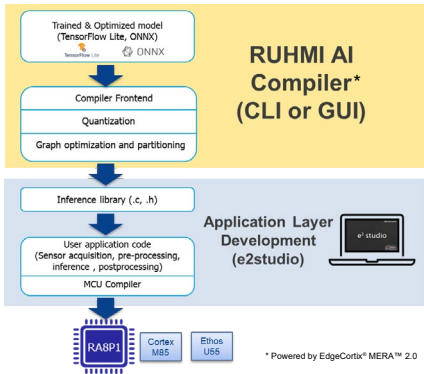 Trained & Optimized model
(TensorFlow Lite, ONNX)
TensorFlow Lite
ONNX
RUHMI AI
Compiler*
(CLI or GUI)
Compiler Frontend
Quantization
Graph optimization and partitioning
Inference library (.c, .h)
User application code
(Sensor acquisition, pre-processing,
inference , postprocessing)
MCU Compiler
Application Layer
Development
(e2studio)
e² studio
RA8P1
Cortex
M85
Ethos
U55
* Powered by EdgeCortix® MERA™ 2.0